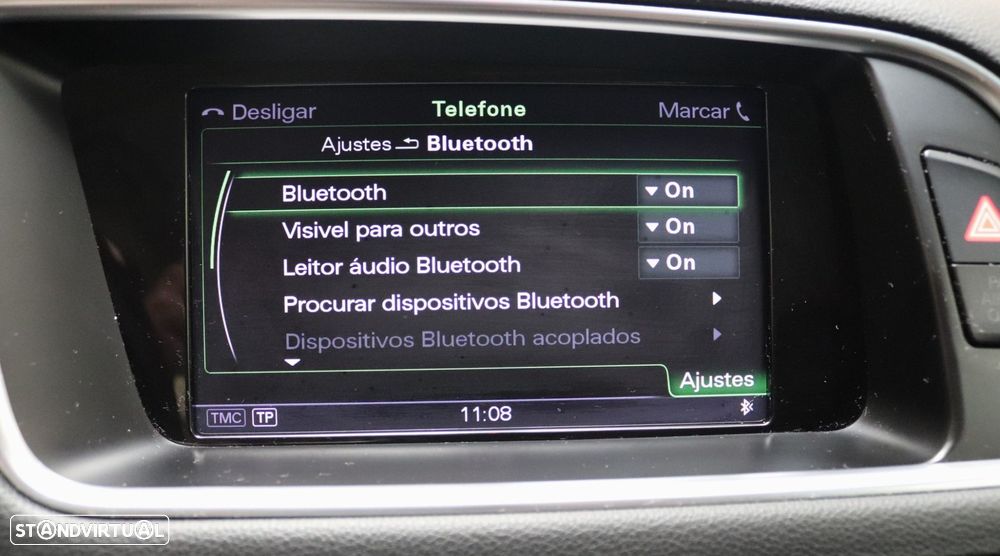 Desligar Telefone Marcar
Ajustes Bluetooth
Bluetooth On
Visivel para outros On
Leitor áudio Bluetooth On
Procurar dispositivos Bluetooth
Dispositivos Bluetooth acoplados
Ajustes
TMC TP 11:08
STANDVIRTUAL